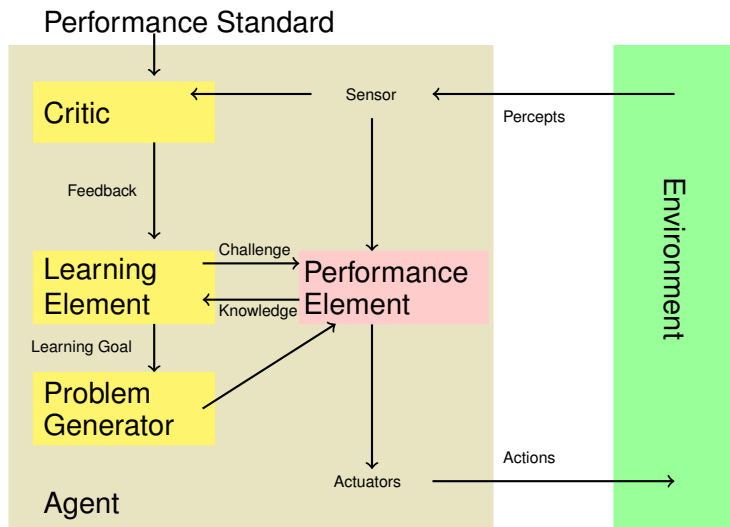 Performance Standard
Critic
Sensor
Percepts
Feedback
Environment
Challenge
Learning
Element
Performance
Element
Knowledge
Learning Goal
Problem
Generator
Actuators
Actions
Agent